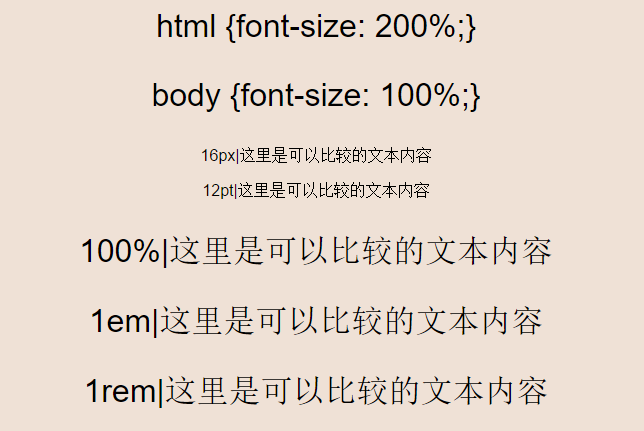 html {font-size: 200%;}
body {font-size: 100%;}
16px|这里是可以比较的文本内容
12pt|这里是可以比较的文本内容
100%|这里是可以比较的文本内容
1em|这里是可以比较的文本内容
1rem|这里是可以比较的文本内容